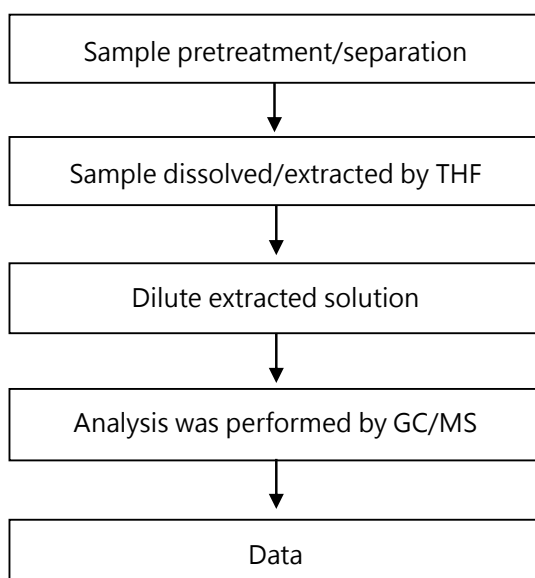 Sample pretreatment/separation
Sample dissolved/extracted by THF
Dilute extracted solution
Analysis was performed by GC/MS
Data